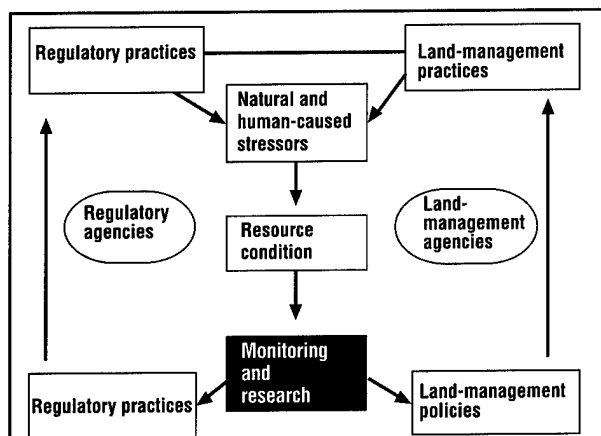 Regulatory practices
Land-management
practices
Natural and
human-caused
stressors
Regulatory
agencies
Land-
management
agencies
Resource
condition
Monitoring
and
research
Regulatory practices
Land-management
policies